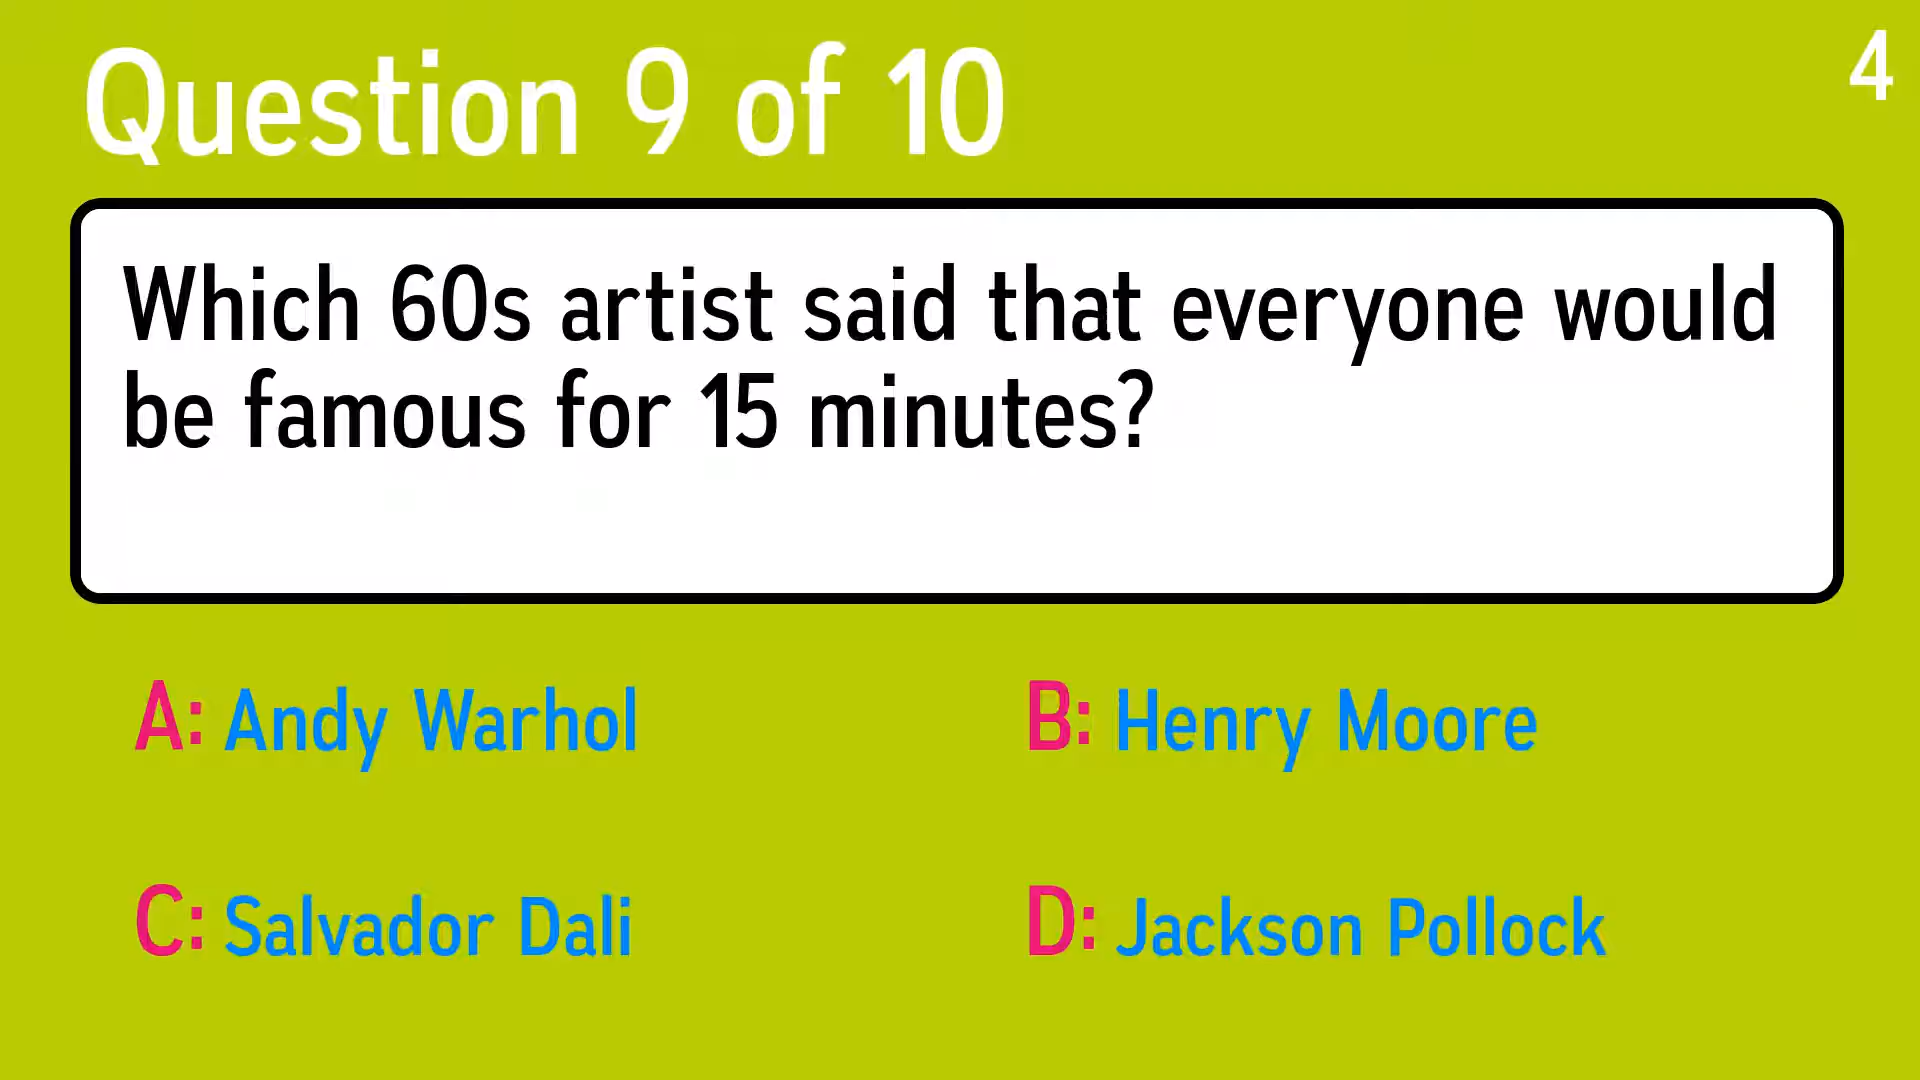 Question 9 of 10
4
Which 60s artist said that everyone would
be famous for 15 minutes?
A: Andy Warhol
B: Henry Moore
C: Salvador Dali
D: Jackson Pollock